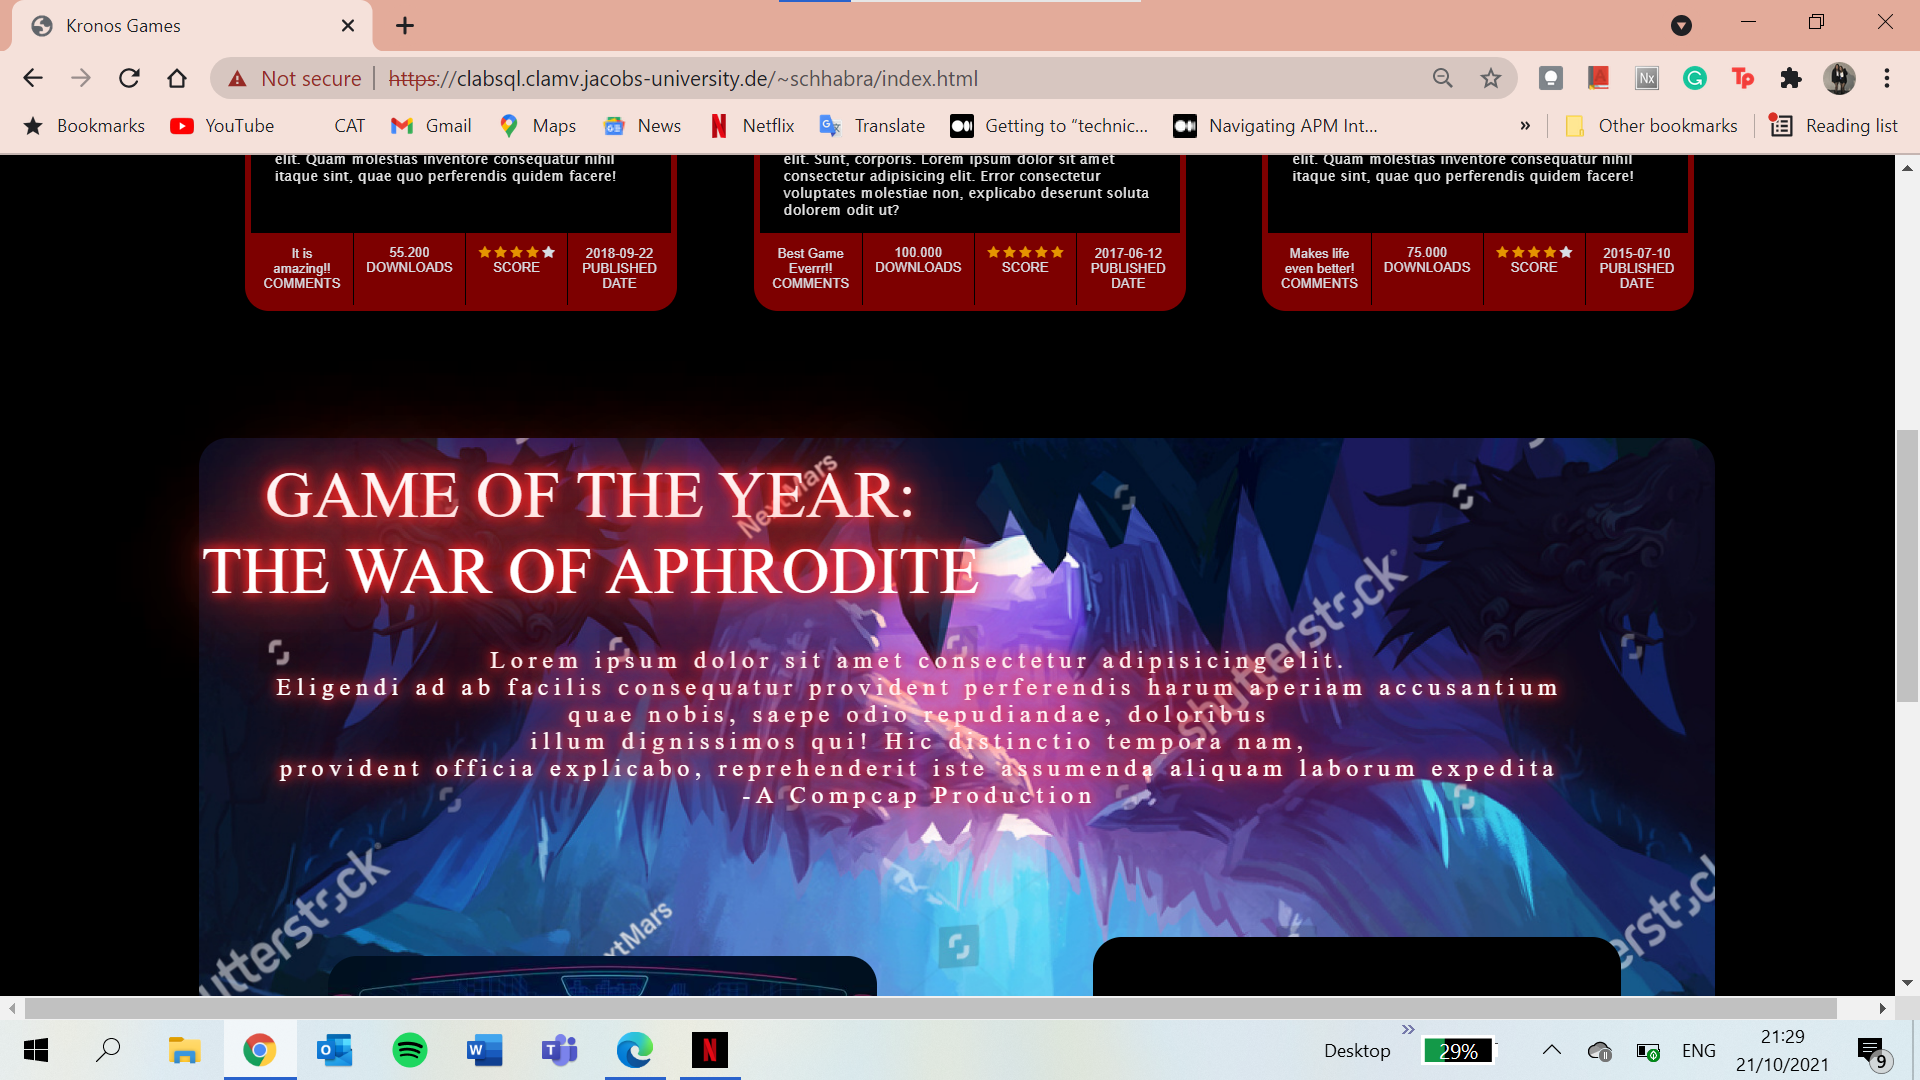 Kronos Games
Not secure https://clabsql.clamv.jacobs-university.de/~schhabra/index.html
Bookmarks YouTube CAT Gmail Maps News Netflix Translate Getting to “technic... Navigating APM Int... » Other bookmarks Reading list
elit. Quam molestias inventore consequatur nihil
itaque sint, quae quo perferendis quidem facere!
It is
amazing!!
COMMENTS
55.200
DOWNLOADS
SCORE
2018-09-22
PUBLISHED
DATE
elit. Sunt, corporis. Lorem ipsum dolor sit amet
consectetur adipisicing elit. Error consectetur
voluptates molestiae non, explicabo deserunt soluta
dolorem odit ut?
Best Game
Everrr!!
COMMENTS
100.000
DOWNLOADS
SCORE
2017-06-12
PUBLISHED
DATE
elit. Quam molestias inventore consequatur nihil
itaque sint, quae quo perferendis quidem facere!
Makes life
even better!
COMMENTS
75.000
DOWNLOADS
SCORE
2015-07-10
PUBLISHED
DATE
GAME OF THE YEAR:
THE WAR OF APHRODITE
NextMars
shutterstock
Lorem ipsum dolor sit amet consectetur adipisicing elit.
Eligendi ad ab facilis consequatur provident perferendis harum aperiam accusantium
quae nobis, saepe odio repudiandae, doloribus
illum dignissimos qui! Hic distinctio tempora nam,
provident officia explicabo, reprehenderit iste assumenda aliquam laborum expedita
-A Compcap Production
utterstock
xtMars
erstoc
Desktop 29% ENG 21:29
21/10/2021
9